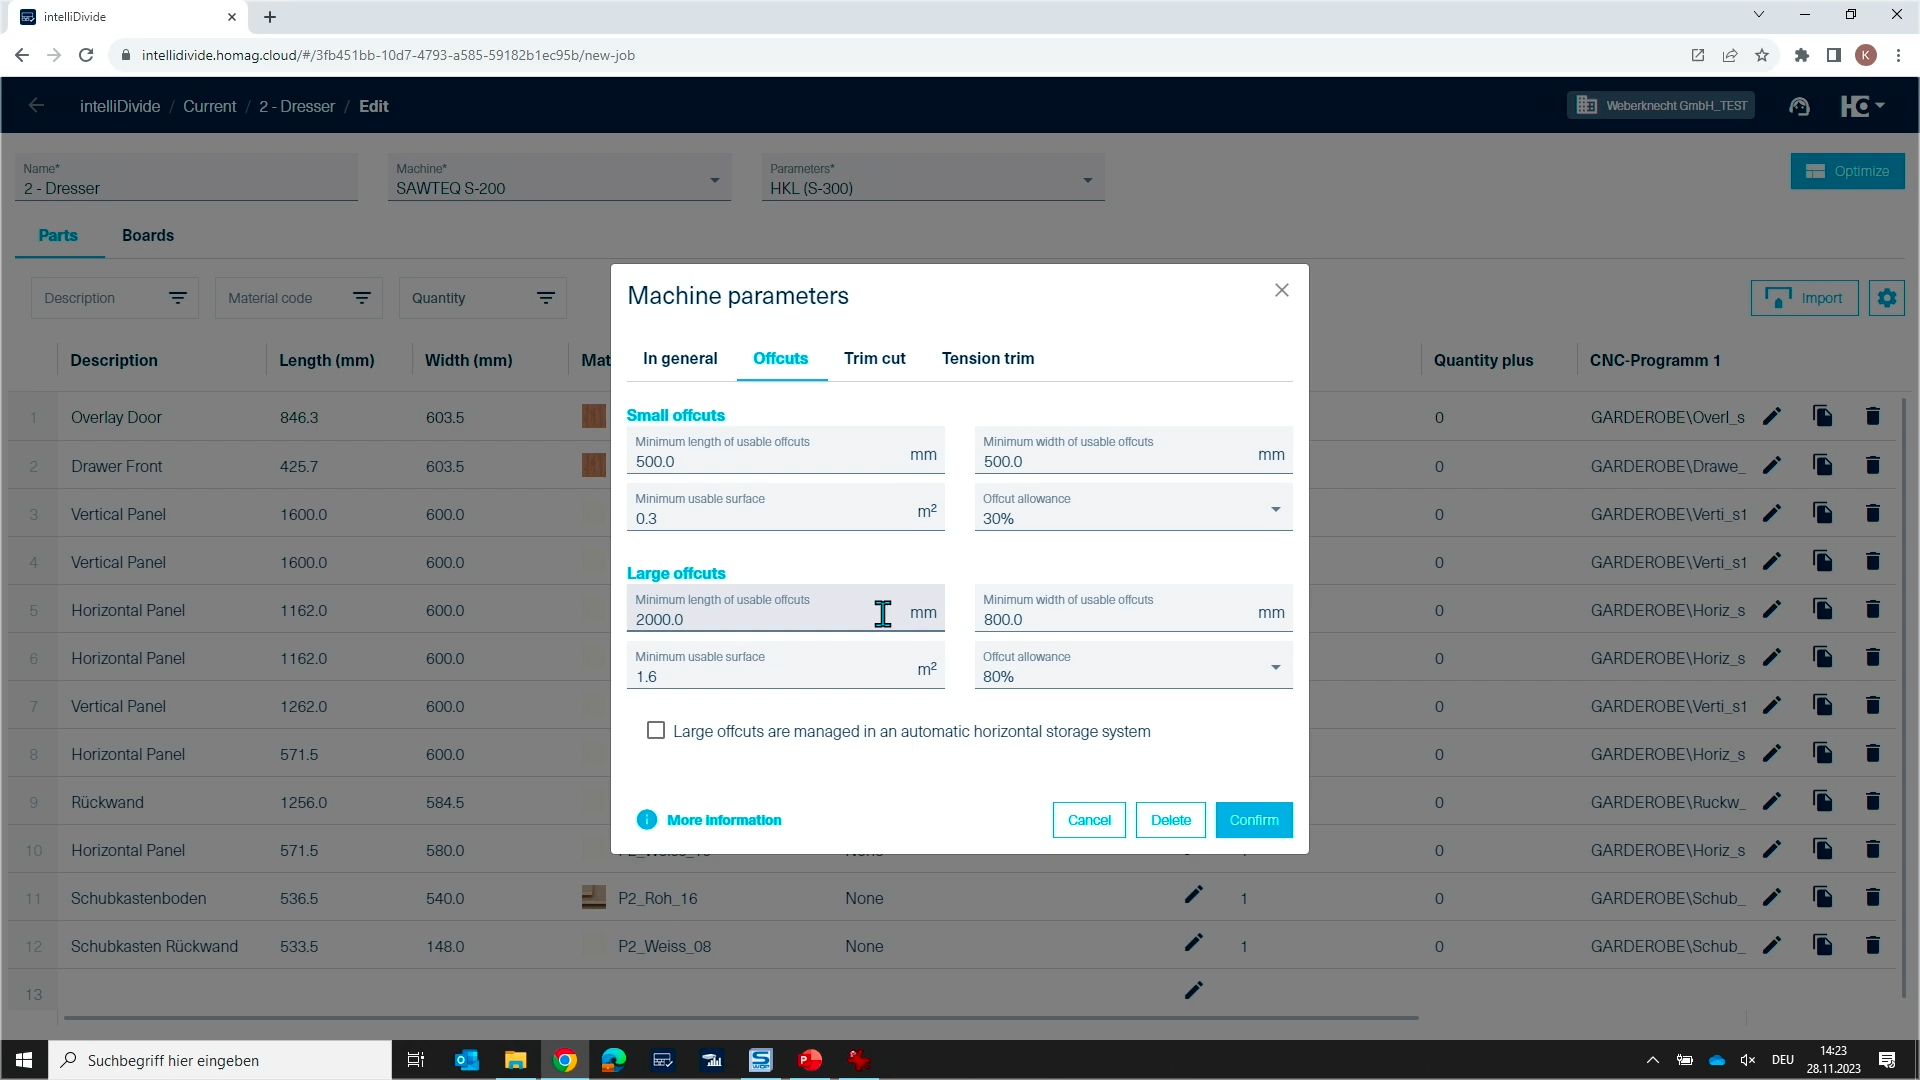 intelliDivide
intellidivide.homag.cloud/#/3fb451bb-10d7-4793-a585-59182b1ec95b/new-job
K
intelliDivide / Current / 2 - Dresser / Edit
Weberknecht GmbH_TEST
Name*
2 - Dresser
Machine*
SAWTEQ S-200
Parameters*
HKL (S-300)
Optimize
Parts
Boards
Description
Material code
Quantity
Import
Description Length (mm) Width (mm) Mat Quantity plus CNC-Programm 1
1 Overlay Door 846.3 603.5 0 GARDEROBE\Overl_s
2 Drawer Front 425.7 603.5 0 GARDEROBE\Drawe_
3 Vertical Panel 1600.0 600.0 0 GARDEROBE\Verti_s1
4 Vertical Panel 1600.0 600.0 0 GARDEROBE\Verti_s1
5 Horizontal Panel 1162.0 600.0 0 GARDEROBE\Horiz_s
6 Horizontal Panel 1162.0 600.0 0 GARDEROBE\Horiz_s
7 Vertical Panel 1262.0 600.0 0 GARDEROBE\Verti_s1
8 Horizontal Panel 571.5 600.0 0 GARDEROBE\Horiz_s
9 Rückwand 1256.0 584.5 0 GARDEROBE\Ruckw_
10 Horizontal Panel 571.5 580.0 0 GARDEROBE\Horiz_s
11 Schubkastenboden 536.5 540.0 P2_Roh_16 None 1 0 GARDEROBE\Schub_
12 Schubkasten Rückwand 533.5 148.0 P2_Weiss_08 None 1 0 GARDEROBE\Schub_
13
Machine parameters
In general
Offcuts
Trim cut
Tension trim
Small offcuts
Minimum length of usable offcuts
500.0 mm
Minimum width of usable offcuts
500.0 mm
Minimum usable surface
0.3 m²
Offcut allowance
30%
Large offcuts
Minimum length of usable offcuts
2000.0 mm
Minimum width of usable offcuts
800.0 mm
Minimum usable surface
1.6 m²
Offcut allowance
80%
Large offcuts are managed in an automatic horizontal storage system
More information
Cancel
Delete
Confirm
Suchbegriff hier eingeben
DEU
14:23
28.11.2023